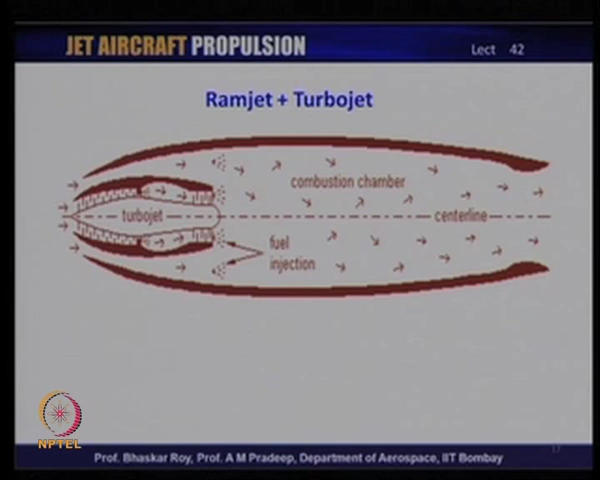 JET AIRCRAFT PROPULSION
Lect 42
Ramjet + Turbojet
combustion chamber
turbojet
centerline
fuel
injection
NPTEL
Prof. Bhaskar Roy, Prof. A M Pradeep, Department of Aerospace, IIT Bombay
17